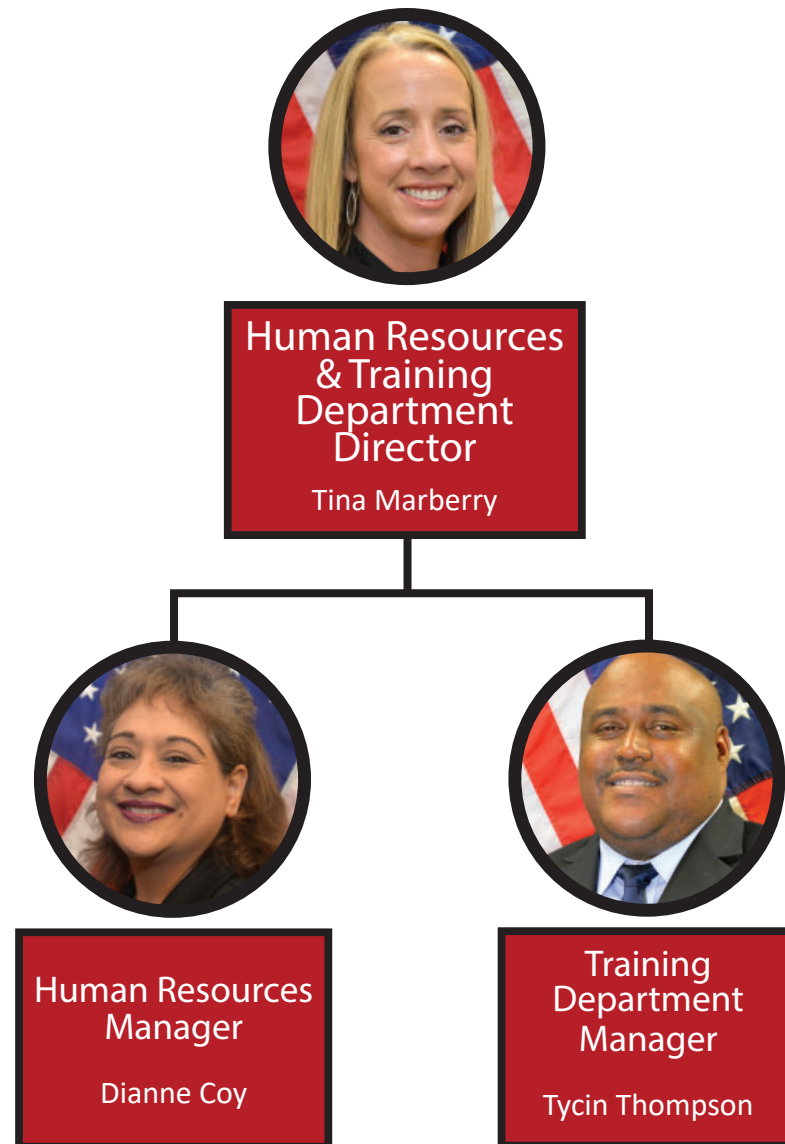 Human Resources
& Training
Department
Director
Tina Marberry
Human Resources
Manager
Dianne Coy
Training
Department
Manager
Tycin Thompson